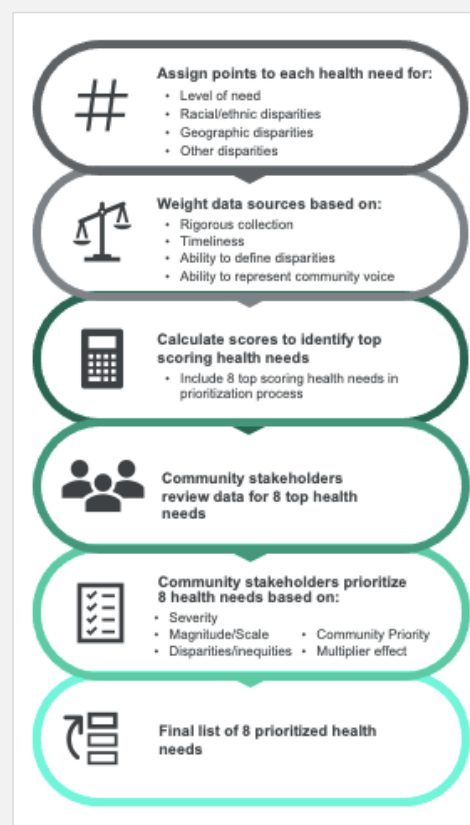 #
Assign points to each health need for:
• Level of need
• Racial/ethnic disparities
• Geographic disparities
• Other disparities
Weight data sources based on:
• Rigorous collection
• Timeliness
• Ability to define disparities
• Ability to represent community voice
Calculate scores to identify top
scoring health needs
• Include 8 top scoring health needs in
prioritization process
Community stakeholders
review data for 8 top health
needs
Community stakeholders prioritize
8 health needs based on:
• Severity
• Magnitude/Scale • Community Priority
• Disparities/inequities • Multiplier effect
Final list of 8 prioritized health
needs